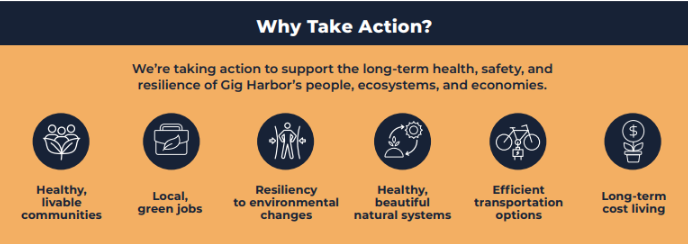 Why Take Action?
We're taking action to support the long-term health, safety, and
resilience of Gig Harbor's people, ecosystems, and economies.
$
Healthy,
livable
communities
Local,
green jobs
Resiliency
to environmental
changes
Healthy,
beautiful
natural systems
Efficient
transportation
options
Long-term
cost living